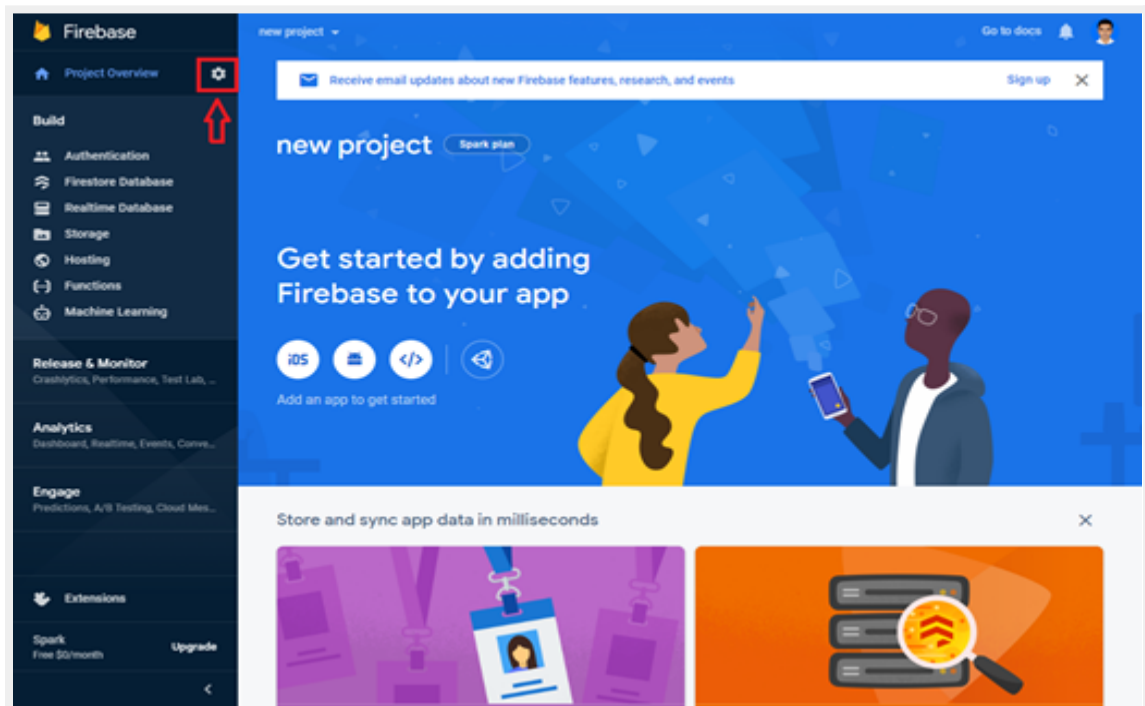 Firebase
Project Overview
Build
Authentication
Firestore Database
Realtime Database
Storage
Hosting
Functions
Machine Learning
Release & Monitor
Crashlytics, Performance, Test Lab, ...
Analytics
Dashboard, Realtime, Events, Conve...
Engage
Predictions, A/B Testing, Cloud Mes...
Extensions
Spark
Free $0/month
Upgrade
new project
Go to docs
Receive email updates about new Firebase features, research, and events
Sign up
new project
Spark plan
Get started by adding
Firebase to your app
iOS
Add an app to get started
Store and sync app data in milliseconds